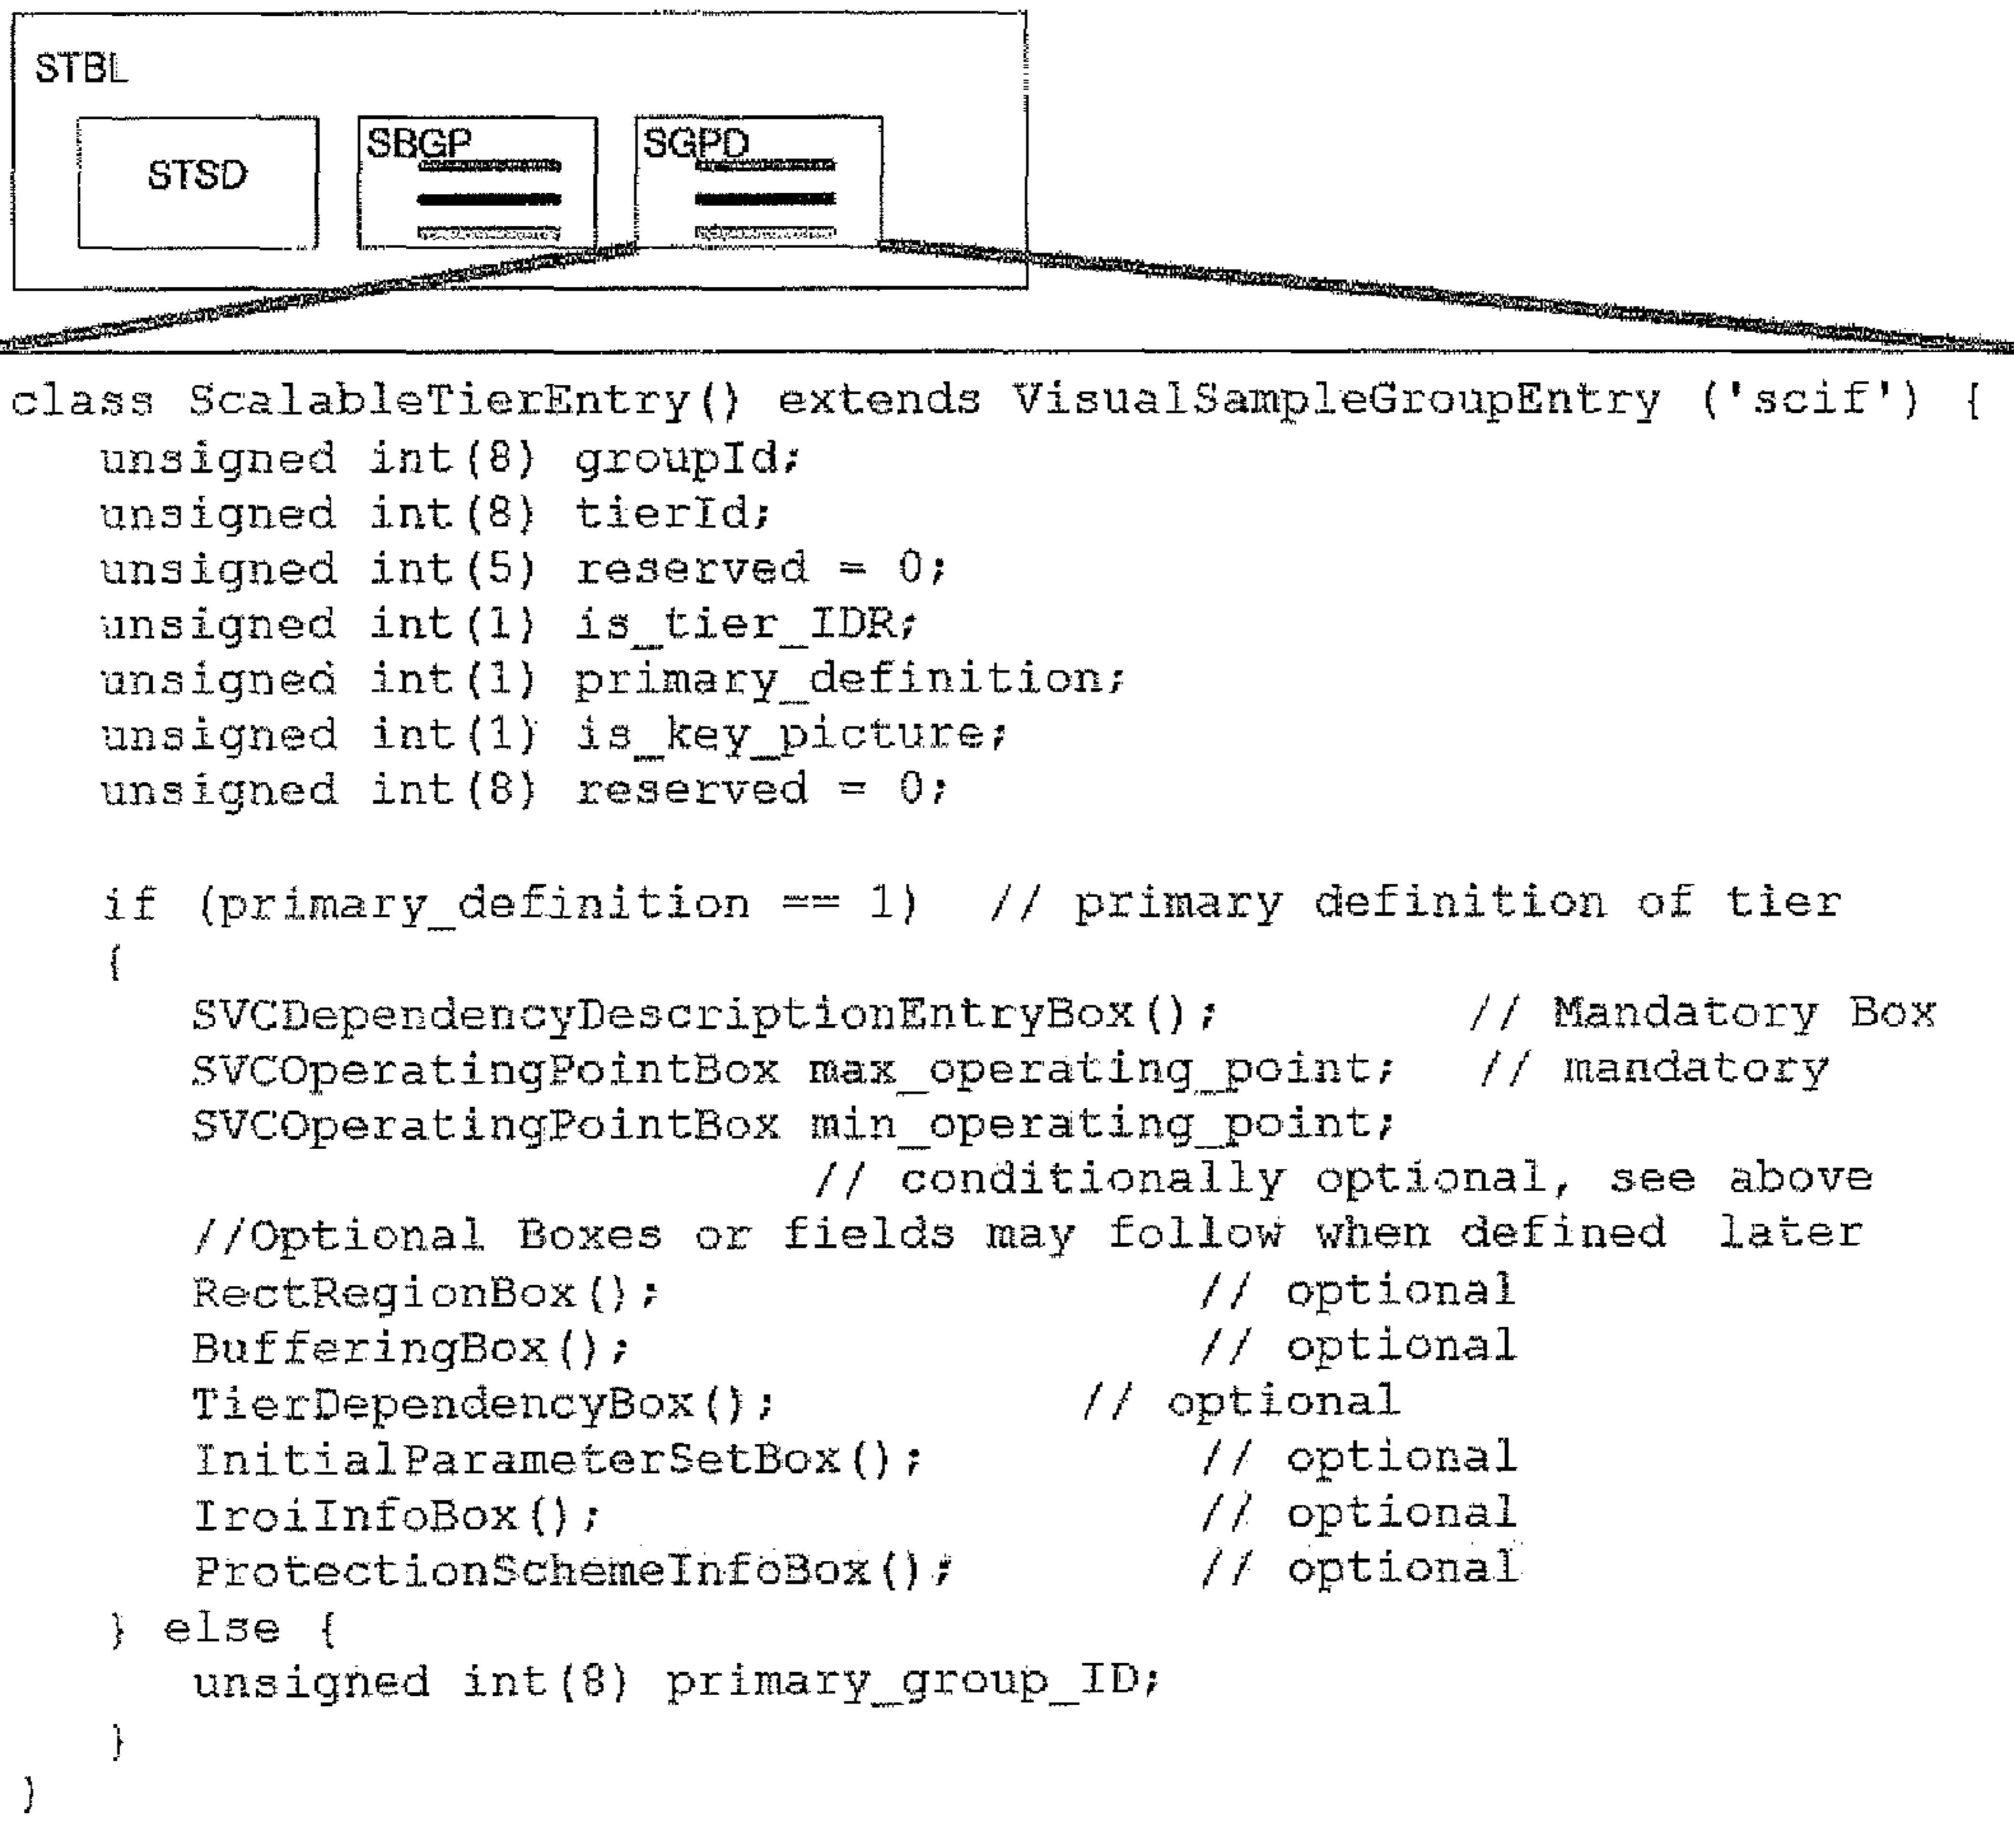 STBL
STSD
SBGP
SGPD
class ScalableTierEntry() extends VisualSampleGroupEntry ('scif') {
unsigned int(8) groupId;
unsigned int(8) tierId;
unsigned int(5) reserved = 0;
unsigned int(1) is_tier_IDR;
unsigned int(1) primary_definition;
unsigned int(1) is_key_picture;
unsigned int(8) reserved = 0;
if (primary_definition == 1) // primary definition of tier
{
SVCDependencyDescriptionEntryBox(); // Mandatory Box
SVCOperatingPointBox max_operating_point; // mandatory
SVCOperatingPointBox min_operating_point;
// conditionally optional, see above
//Optional Boxes or fields may follow when defined later
RectRegionBox(); // optional
BufferingBox(); // optional
TierDependencyBox(); // optional
InitialParameterSetBox(); // optional
IroiInfoBox(); // optional
ProtectionSchemeInfoBox(); // optional
} else {
unsigned int(8) primary_group_ID;
}
}